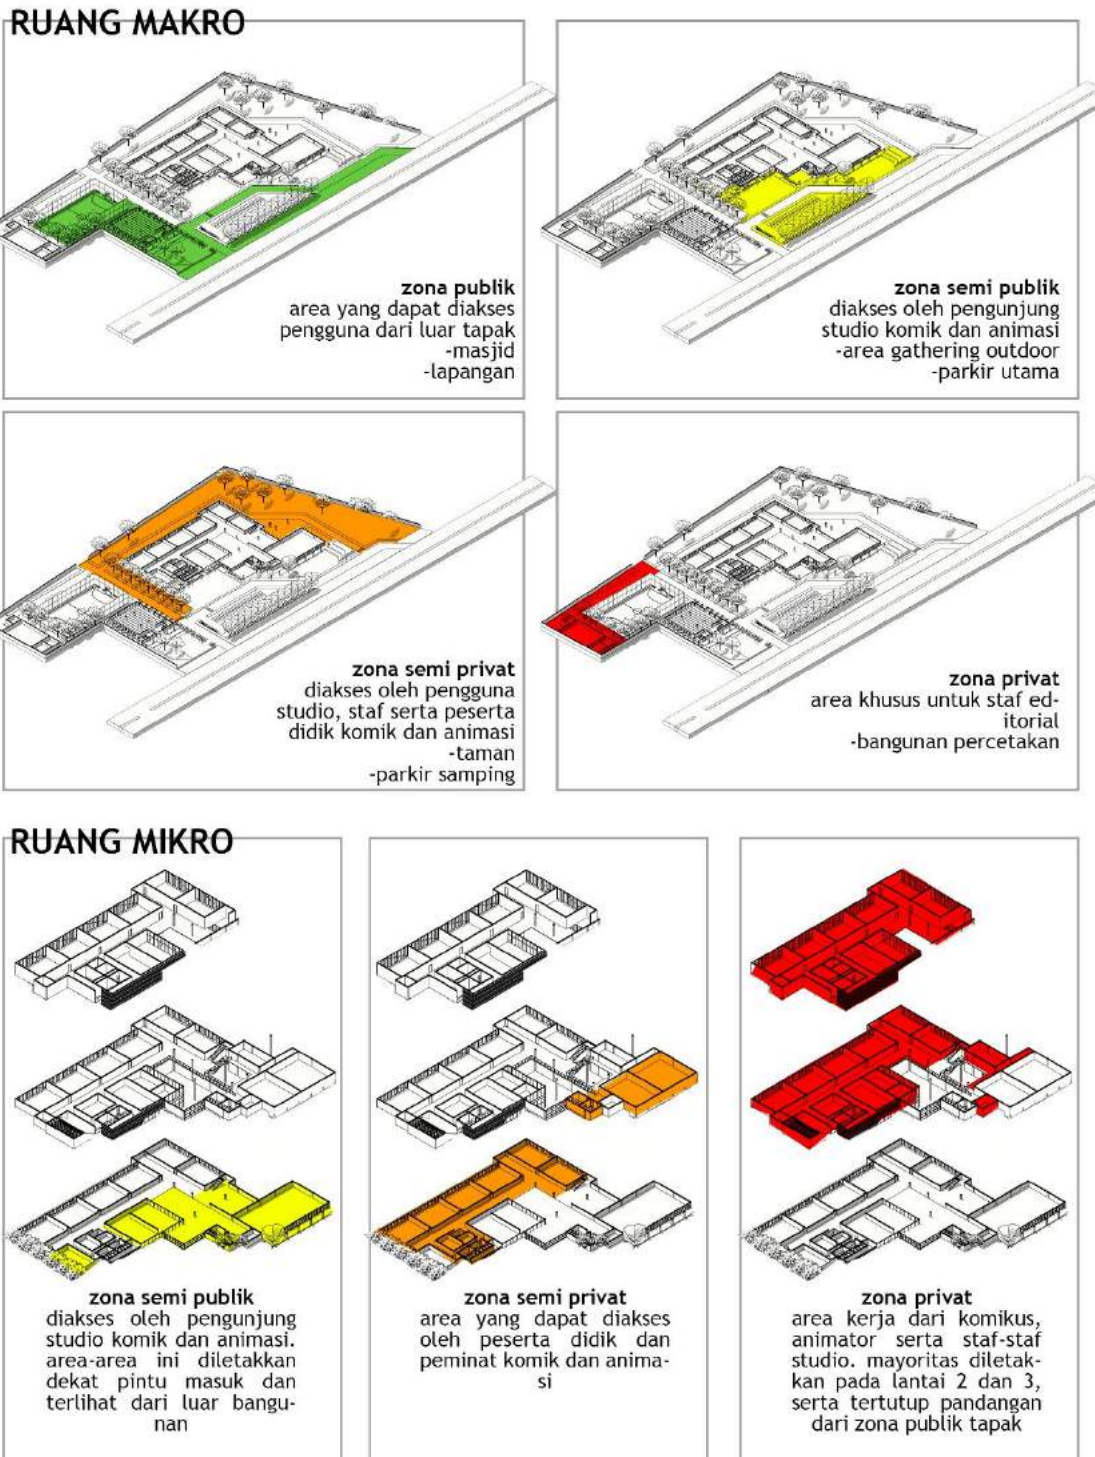 RUANG MAKRO
zona publik
area yang dapat diakses
pengguna dari luar tapak
-masjid
-lapangan
zona semi publik
diakses oleh pengunjung
studio komik dan animasi
-area gathering outdoor
-parkir utama
zona semi privat
diakses oleh pengguna
studio, staf serta peserta
didik komik dan animasi
-taman
-parkir samping
zona privat
area khusus untuk staf ed-
itorial
-bangunan percetakan
RUANG MIKRO
zona semi publik
diakses oleh pengunjung
studio komik dan animasi.
area-area ini diletakkan
dekat pintu masuk dan
terlihat dari luar bangu-
nan
zona semi privat
area yang dapat diakses
oleh peserta didik dan
peminat komik dan anima-
si
zona privat
area kerja dari komikus,
animator serta staf-staf
studio. mayoritas diletak-
kan pada lantai 2 dan 3,
serta tertutup pandangan
dari zona publik tapak